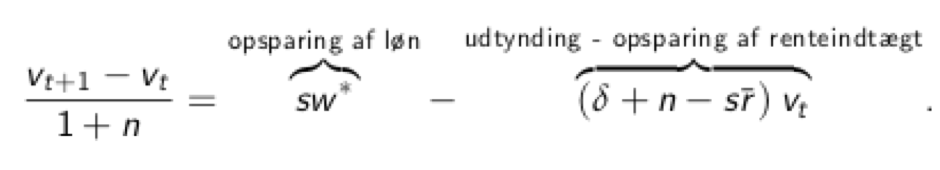 opsparing af løn udtynding - opsparing af renteindtægt
v_{t+1} − v_t / 1 + n = sw* − (δ + n − sr̄) v_t .